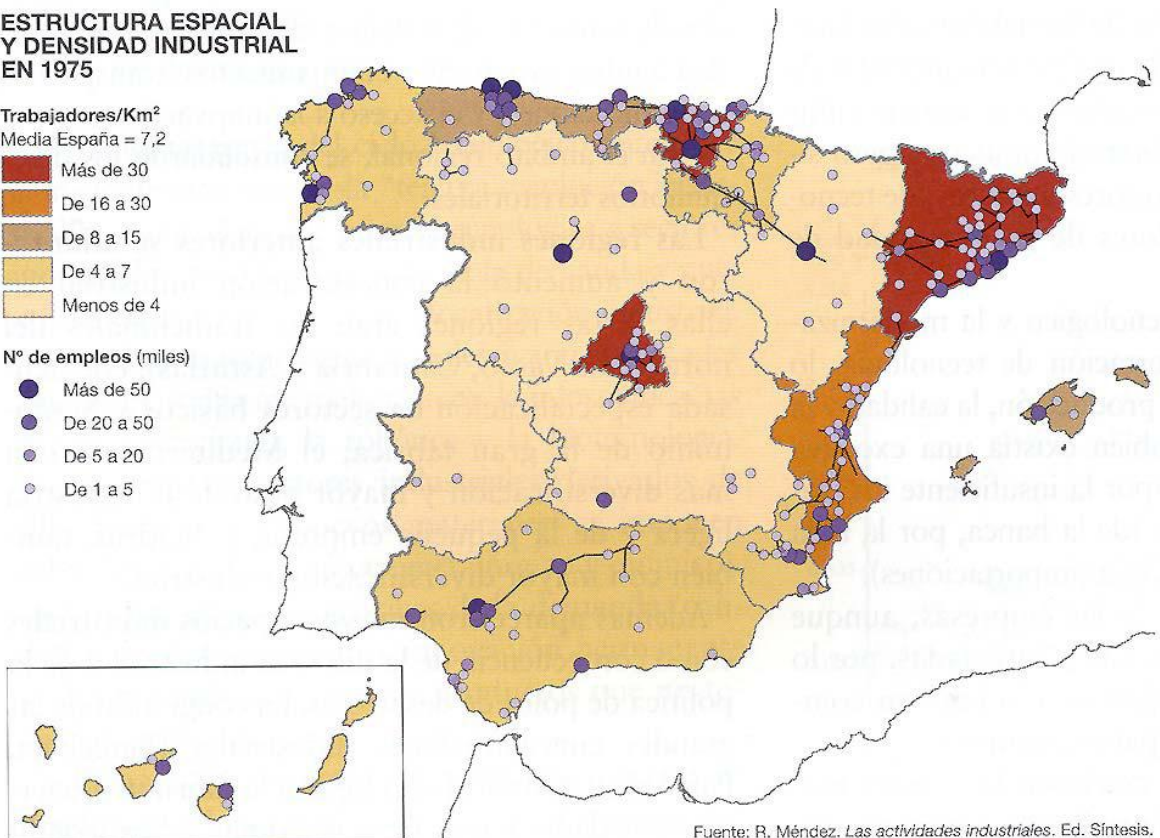 ESTRUCTURA ESPACIAL
Y DENSIDAD INDUSTRIAL
EN 1975
Trabajadores/Km²
Media España = 7,2
Más de 30
De 16 a 30
De 8 a 15
De 4 a 7
Menos de 4
Nº de empleos (miles)
Más de 50
De 20 a 50
De 5 a 20
De 1 a 5
Fuente: R. Méndez. Las actividades industriales. Ed. Síntesis.